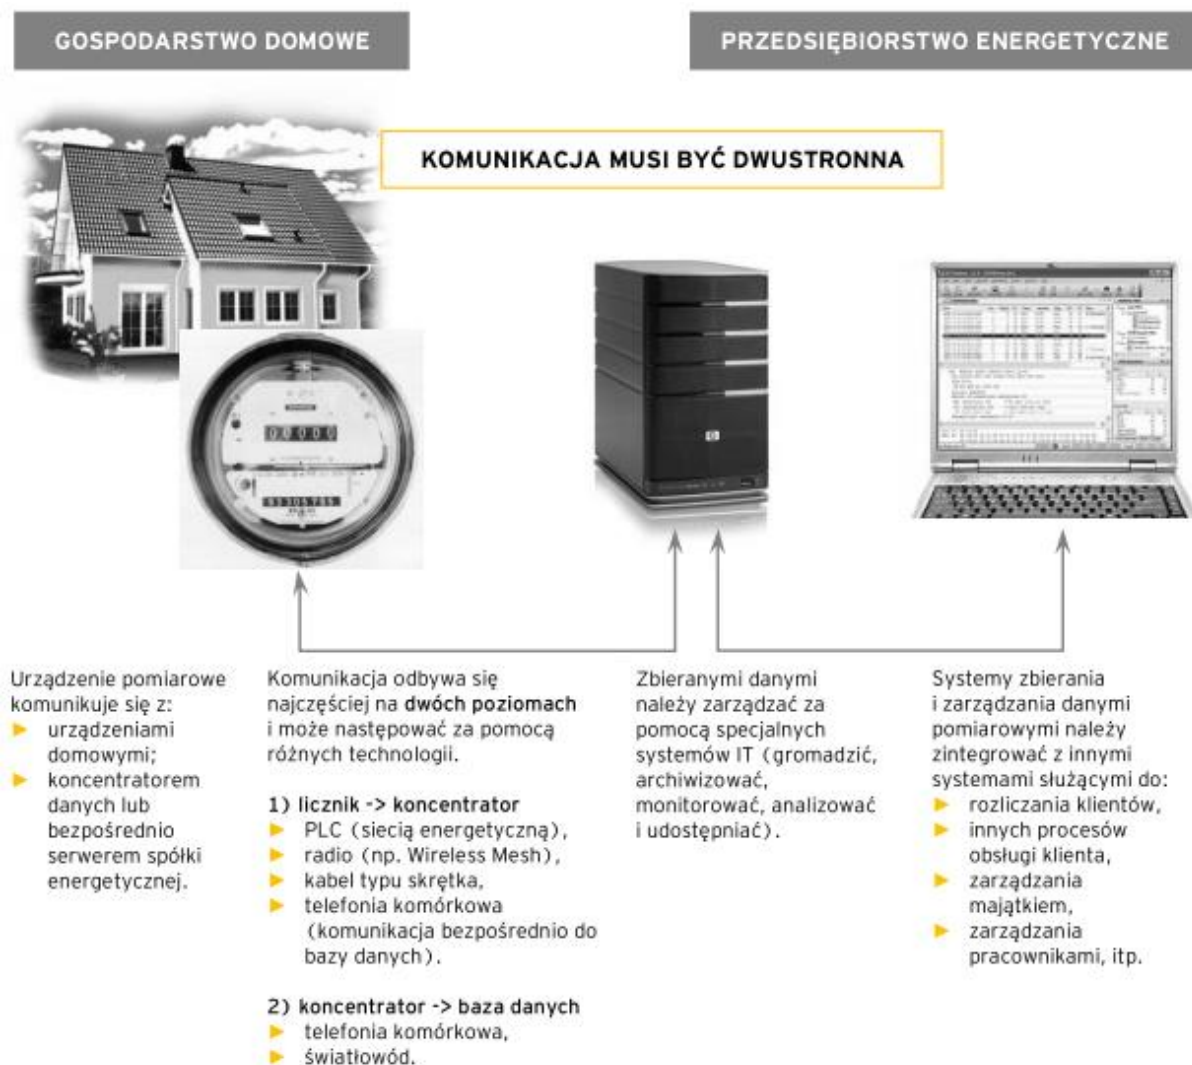 GOSPODARSTWO DOMOWE
PRZEDSIĘBIORSTWO ENERGETYCZNE
KOMUNIKACJA MUSI BYĆ DWUSTRONNA
00000
hp
Urządzenie pomiarowe
komunikuje się z:
► urządzeniami
domowymi;
► koncentratorem
danych lub
bezpośrednio
serwerem spółki
energetycznej.
Komunikacja odbywa się
najczęściej na dwóch poziomach
i może następować za pomocą
różnych technologii.
1) licznik -> koncentrator
► PLC (siecią energetyczną),
► radio (np. Wireless Mesh),
► kabel typu skrętka,
► telefonia komórkowa
(komunikacja bezpośrednio do
bazy danych).
2) koncentrator -> baza danych
► telefonia komórkowa,
► światłowód.
Zbieranymi danymi
należy zarządzać za
pomocą specjalnych
systemów IT (gromadzić,
archiwizować,
monitorować, analizować
i udostępniać).
Systemy zbierania
i zarządzania danymi
pomiarowymi należy
zintegrować z innymi
systemami służącymi do:
► rozliczania klientów,
► innych procesów
obsługi klienta,
► zarządzania
majątkiem,
► zarządzania
pracownikami, itp.